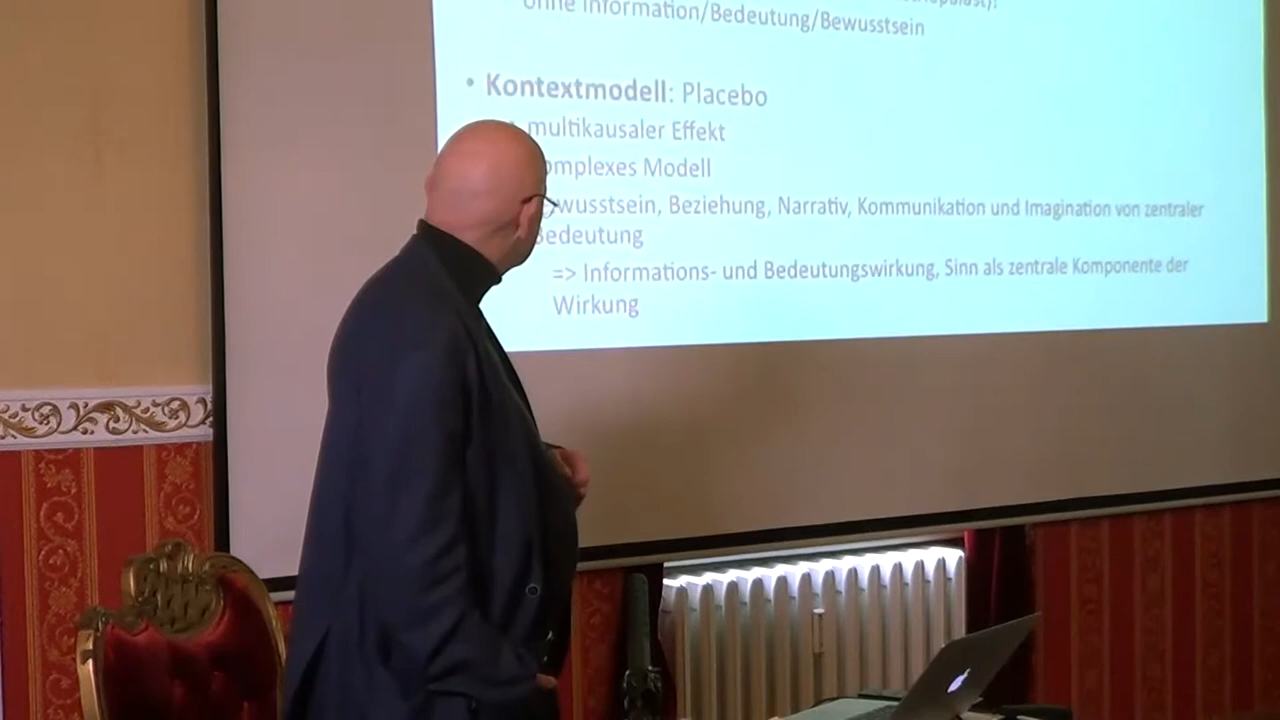 ohne Information/Bedeutung/Bewusstsein
• Kontextmodell: Placebo
multikausaler Effekt
omplexes Modell
wusstsein, Beziehung, Narrativ, Kommunikation und Imagination von zentraler
Bedeutung
=> Informations- und Bedeutungswirkung, Sinn als zentrale Komponente der
Wirkung